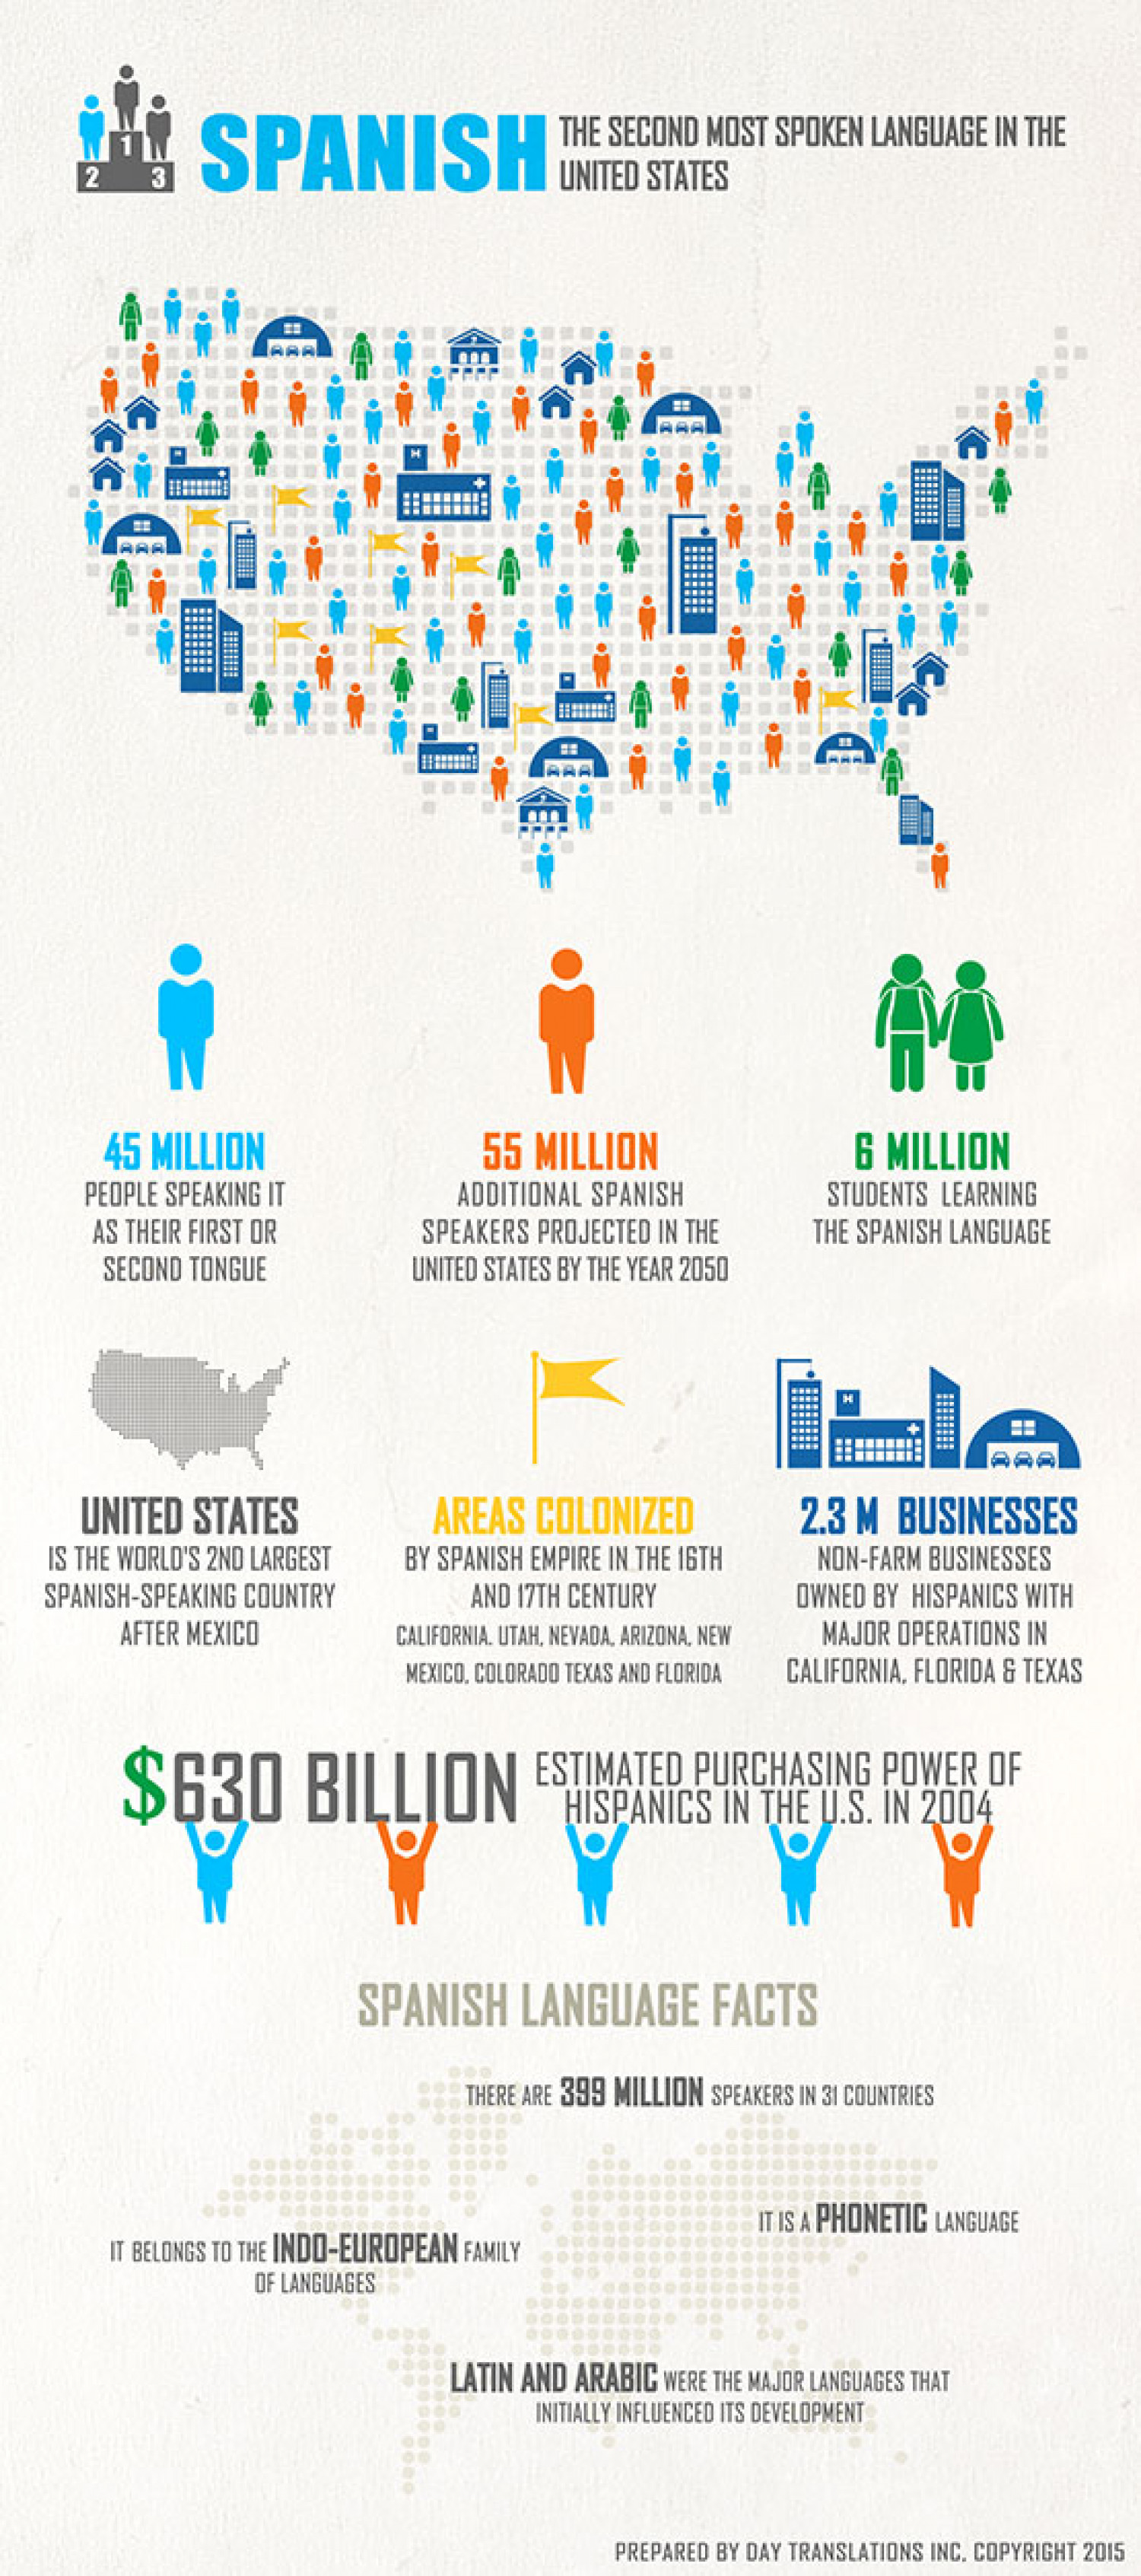 1
2 3
SPANISH THE SECOND MOST SPOKEN LANGUAGE IN THE
UNITED STATES
H
H
45 MILLION
PEOPLE SPEAKING IT
AS THEIR FIRST OR
SECOND TONGUE
55 MILLION
ADDITIONAL SPANISH
SPEAKERS PROJECTED IN THE
UNITED STATES BY THE YEAR 2050
6 MILLION
STUDENTS LEARNING
THE SPANISH LANGUAGE
H
UNITED STATES
IS THE WORLD'S 2ND LARGEST
SPANISH-SPEAKING COUNTRY
AFTER MEXICO
AREAS COLONIZED
BY SPANISH EMPIRE IN THE 16TH
AND 17TH CENTURY
CALIFORNIA. UTAH, NEVADA, ARIZONA, NEW
MEXICO, COLORADO TEXAS AND FLORIDA
2.3 M BUSINESSES
NON-FARM BUSINESSES
OWNED BY HISPANICS WITH
MAJOR OPERATIONS IN
CALIFORNIA, FLORIDA & TEXAS
$630 BILLION ESTIMATED PURCHASING POWER OF
HISPANICS IN THE U.S. IN 2004
SPANISH LANGUAGE FACTS
THERE ARE 399 MILLION SPEAKERS IN 31 COUNTRIES
IT IS A PHONETIC LANGUAGE
IT BELONGS TO THE INDO-EUROPEAN FAMILY
OF LANGUAGES
LATIN AND ARABIC WERE THE MAJOR LANGUAGES THAT
INITIALLY INFLUENCED ITS DEVELOPMENT
PREPARED BY DAY TRANSLATIONS INC. COPYRIGHT 2015